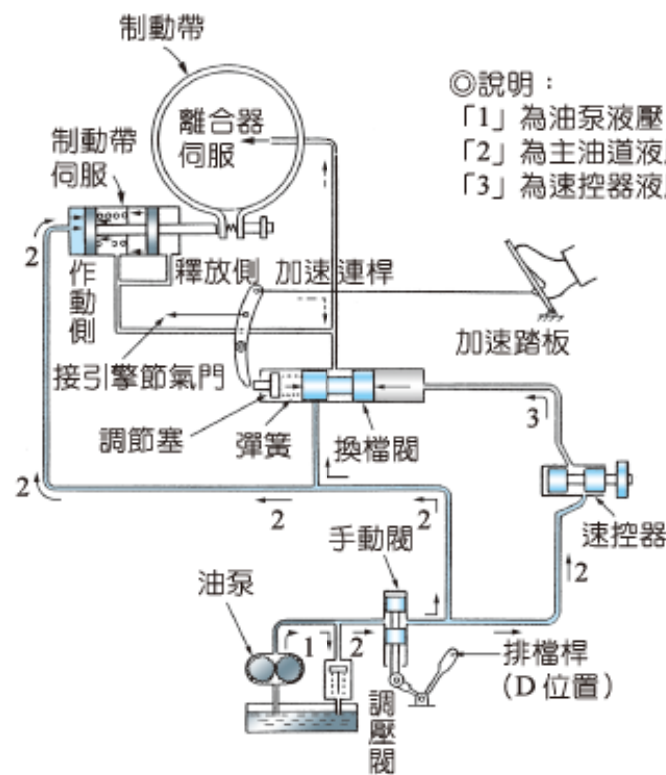 制動帶
◎說明：
「1」為油泵液壓
「2」為主油道液
「3」為速控器液
離合器
伺服
制動帶
伺服
2
作動側
釋放側
加速連桿
接引擎節氣門
加速踏板
調節塞
彈簧
換檔閥
3
2
2
2
速控器
手動閥
2
油泵
1
2
排檔桿
（D 位置）
調壓閥